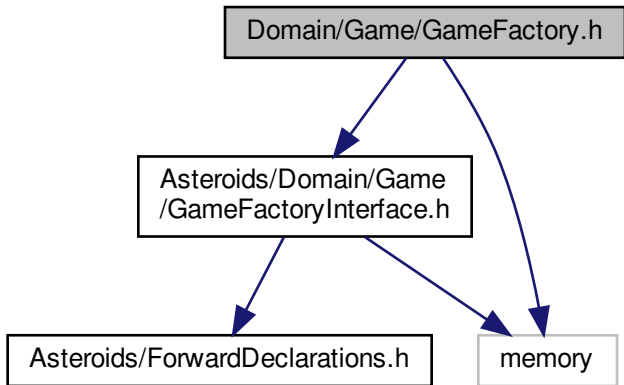 Domain/Game/GameFactory.h
Asteroids/Domain/Game
/GameFactoryInterface.h
Asteroids/ForwardDeclarations.h
memory